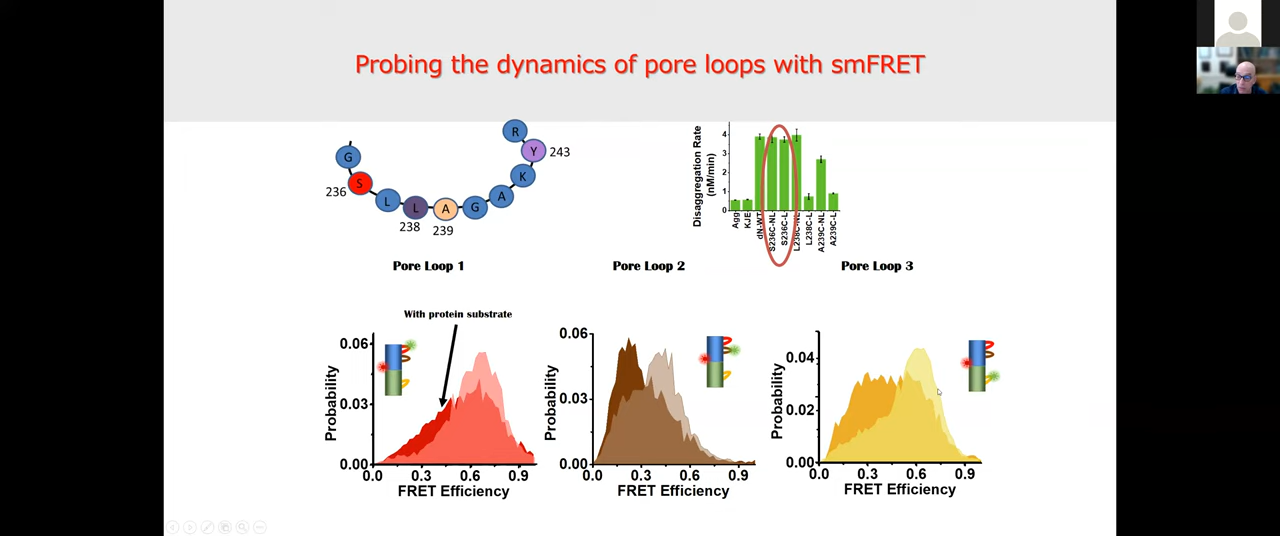 Probing the dynamics of pore loops with smFRET
G
S
L
L
A
G
A
K
Y
R
236
238
239
243
Disaggregation Rate
(nM/min)
4
3
2
1
0
Agg
KJE
dN-WT
S236C-NL
S236C-L
L238C-NL
L238C-L
A239C-NL
A239C-L
Pore Loop 1
Pore Loop 2
Pore Loop 3
With protein substrate
Probability
0.06
0.03
0.00
0.0 0.3 0.6 0.9
FRET Efficiency
Probability
0.06
0.03
0.00
0.0 0.3 0.6 0.9
FRET Efficiency
Probability
0.04
0.02
0.00
0.0 0.3 0.6 0.9
FRET Efficiency